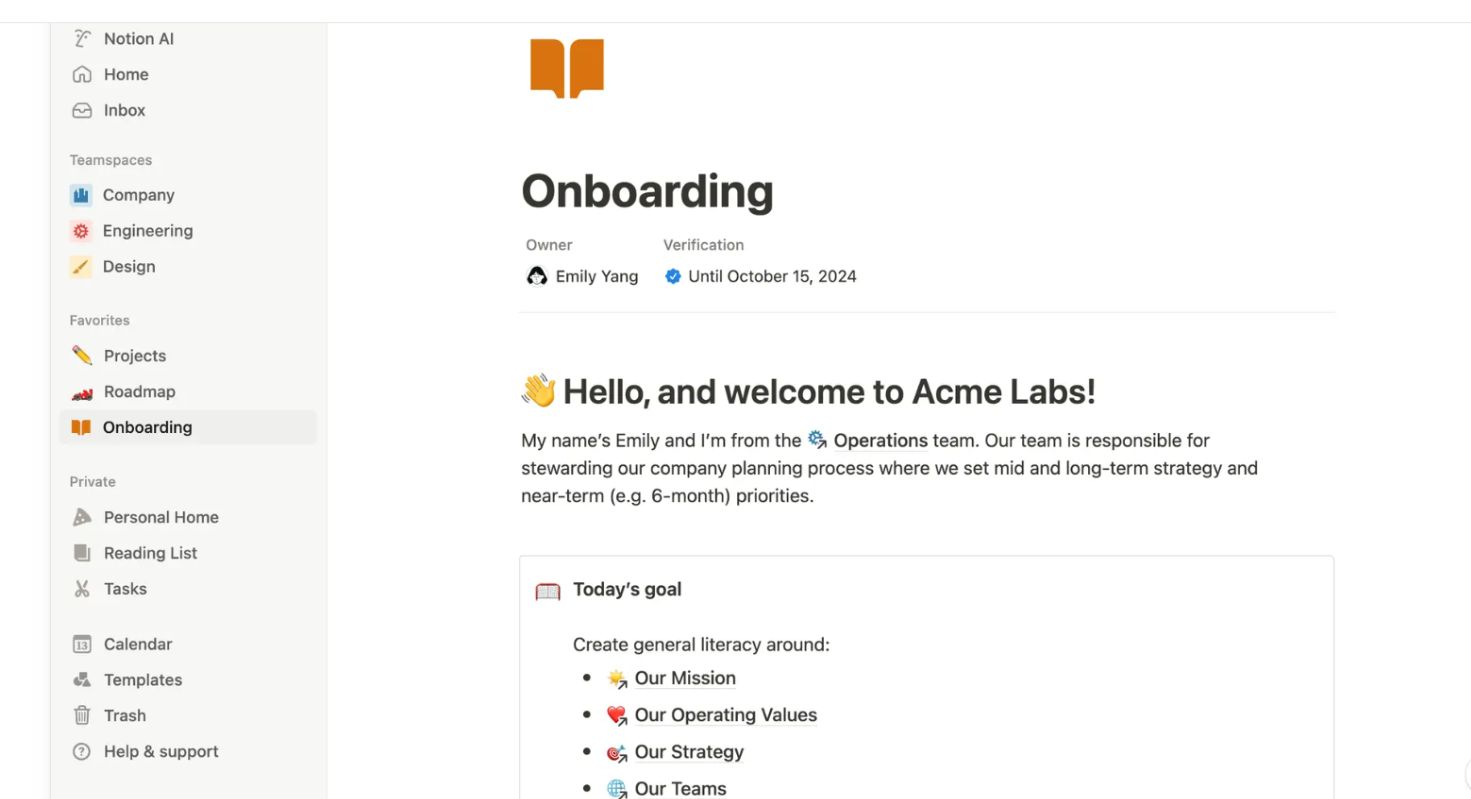 Notion AI
Home
Inbox
Teamspaces
Company
Engineering
Design
Favorites
Projects
Roadmap
Onboarding
Private
Personal Home
Reading List
Tasks
13
Calendar
Templates
Trash
Help & support
Onboarding
Owner
Verification
Emily Yang
Until October 15, 2024
👋 Hello, and welcome to Acme Labs!
My name’s Emily and I’m from the Operations team. Our team is responsible for
stewarding our company planning process where we set mid and long-term strategy and
near-term (e.g. 6-month) priorities.
Today’s goal
Create general literacy around:
• Our Mission
• Our Operating Values
• Our Strategy
• Our Teams